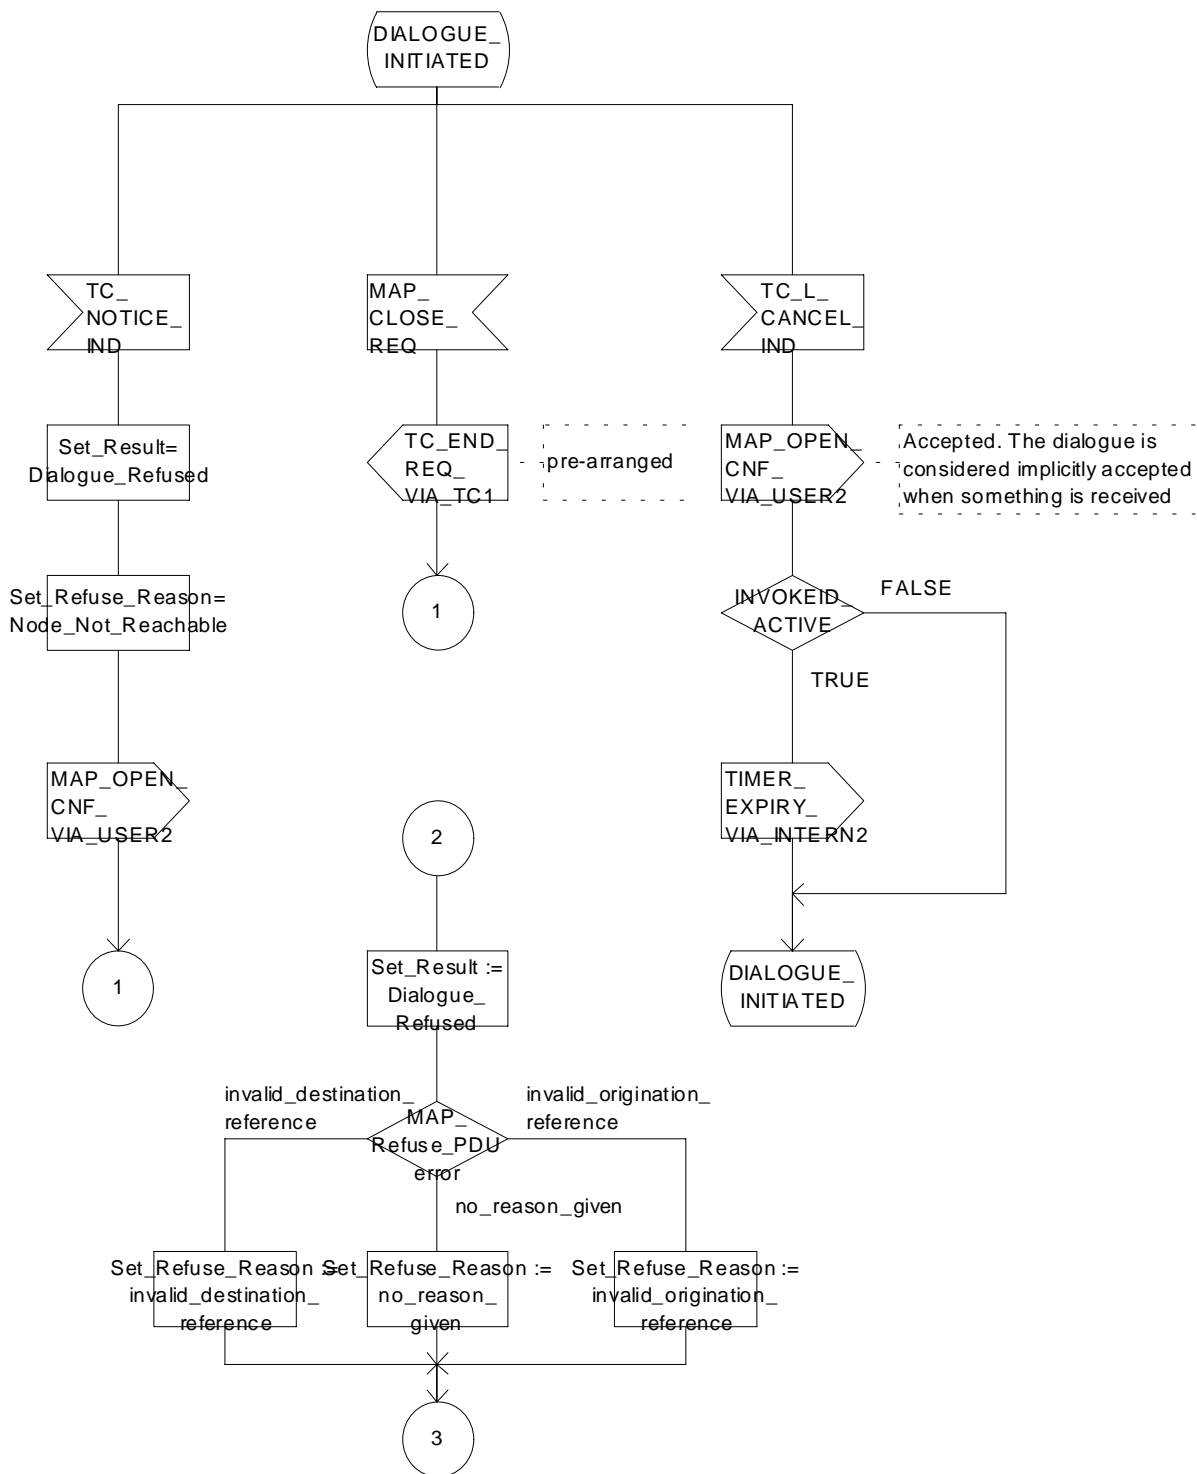 DIALOGUE_
INITIATED
TC_
NOTICE_
IND
MAP_
CLOSE_
REQ
TC_L_
CANCEL_
IND
Set_Result=
Dialogue_Refused
TC_END_
REQ_
VIA_TC1
pre-arranged
MAP_OPEN_
CNF_
VIA_USER2
Accepted. The dialogue is
considered implicitly accepted
when something is received
Set_Refuse_Reason=
Node_Not_Reachable
1
INVOKEID_
ACTIVE
FALSE
TRUE
MAP_OPEN_
CNF_
VIA_USER2
2
TIMER_
EXPIRY_
VIA_INTERN2
1
Set_Result :=
Dialogue_
Refused
DIALOGUE_
INITIATED
invalid_destination_
reference
MAP_
Refuse_PDU
error
invalid_origination_
reference
no_reason_given
Set_Refuse_Reason :=
invalid_destination_
reference
Set_Refuse_Reason :=
no_reason_
given
Set_Refuse_Reason :=
invalid_origination_
reference
3